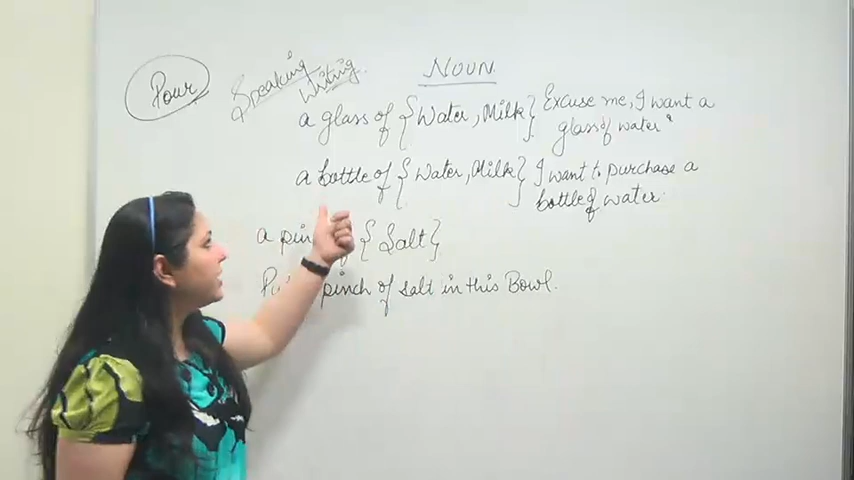 Pour
Speaking
Writing.
NOUN
a glass of { Water, Milk } Excuse me, I want a
glass of water"
a bottle of { Water, Milk } I want to purchase a
bottle of water.
a of { Salt }
pinch of salt in this Bowl.